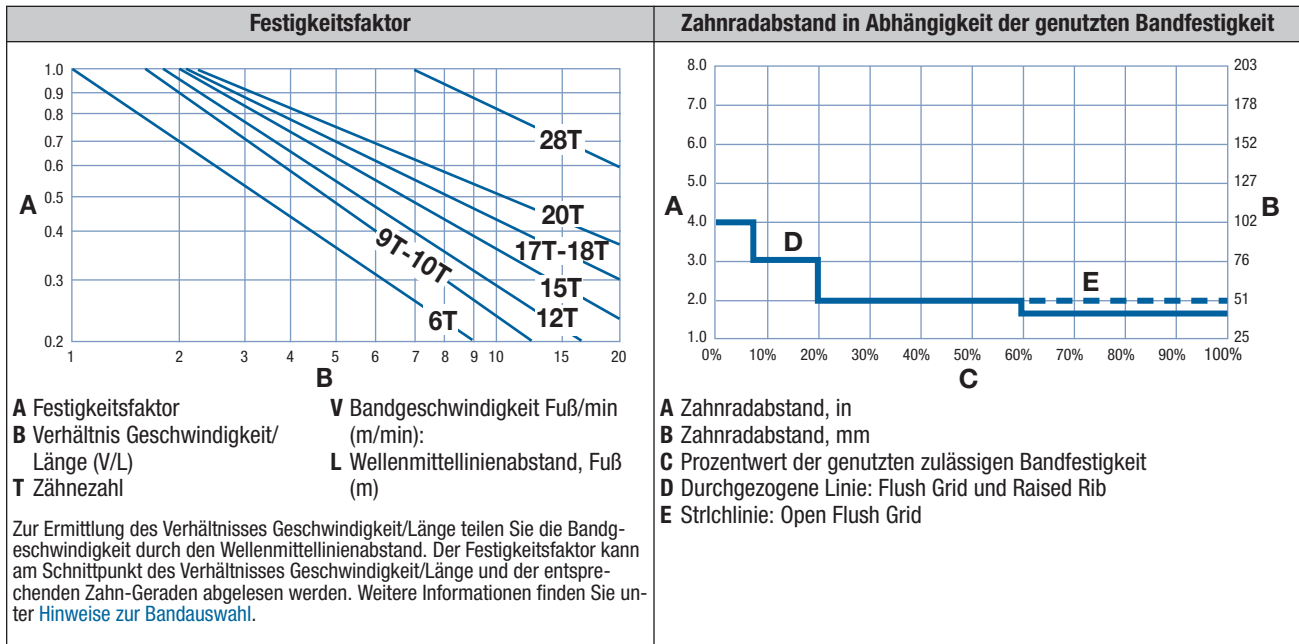 Festigkeitsfaktor
1.0
0.9
0.8
0.7
0.6
0.5
0.4
0.3
0.2
A
1 2 3 4 5 6 7 8 9 10 15 20
B
28T
20T
17T-18T
15T
12T
9T-10T
6T
A Festigkeitsfaktor
B Verhältnis Geschwindigkeit/
Länge (V/L)
T Zähnezahl
V Bandgeschwindigkeit Fuß/min
(m/min):
L Wellenmittellinienabstand, Fuß
(m)
Zur Ermittlung des Verhältnisses Geschwindigkeit/Länge teilen Sie die Bandg-
eschwindigkeit durch den Wellenmittellinienabstand. Der Festigkeitsfaktor kann
am Schnittpunkt des Verhältnisses Geschwindigkeit/Länge und der entspre-
chenden Zahn-Geraden abgelesen werden. Weitere Informationen finden Sie un-
ter Hinweise zur Bandauswahl.
Zahnradabstand in Abhängigkeit der genutzten Bandfestigkeit
8.0
7.0
6.0
5.0
4.0
3.0
2.0
1.0
A
203
178
152
127
102
76
51
25
B
D
E
0% 10% 20% 30% 40% 50% 60% 70% 80% 90% 100%
C
A Zahnradabstand, in
B Zahnradabstand, mm
C Prozentwert der genutzten zulässigen Bandfestigkeit
D Durchgezogene Linie: Flush Grid und Raised Rib
E StrIchlinie: Open Flush Grid